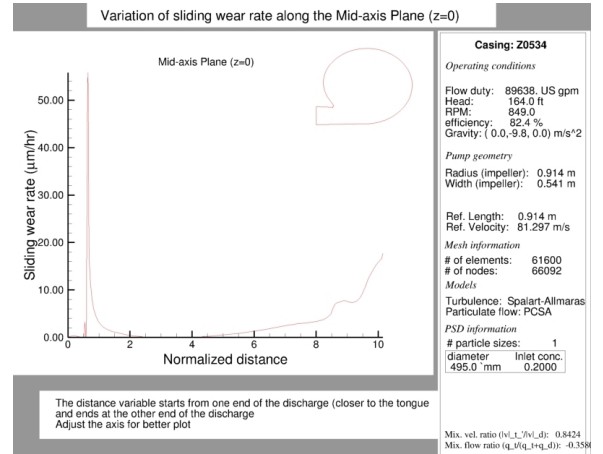 Variation of sliding wear rate along the Mid-axis Plane (z=0)
Mid-axis Plane (z=0)
Sliding wear rate (μm/hr)
50.00
40.00
30.00
20.00
10.00
0.00
0 2 4 6 8 10
Normalized distance
The distance variable starts from one end of the discharge (closer to the tongue
and ends at the other end of the discharge
Adjust the axis for better plot
Casing: Z0534
Operating conditions
Flow duty: 89638. US gpm
Head: 164.0 ft
RPM: 849.0
efficiency: 82.4 %
Gravity: ( 0.0,-9.8, 0.0) m/s^2
Pump geometry
Radius (impeller): 0.914 m
Width (impeller): 0.541 m
Ref. Length: 0.914 m
Ref. Velocity: 81.297 m/s
Mesh information
# of elements: 61600
# of nodes: 66092
Models
Turbulence: Spalart-Allmaras
Particulate flow: PCSA
PSD information
# particle sizes: 1
diameter Inlet conc.
495.0 `mm 0.2000
Mix. vel. ratio (|v|_t_'/|v|_d): 0.8424
Mix. flow ratio (q_t/(q_t+q_d)): -0.3580